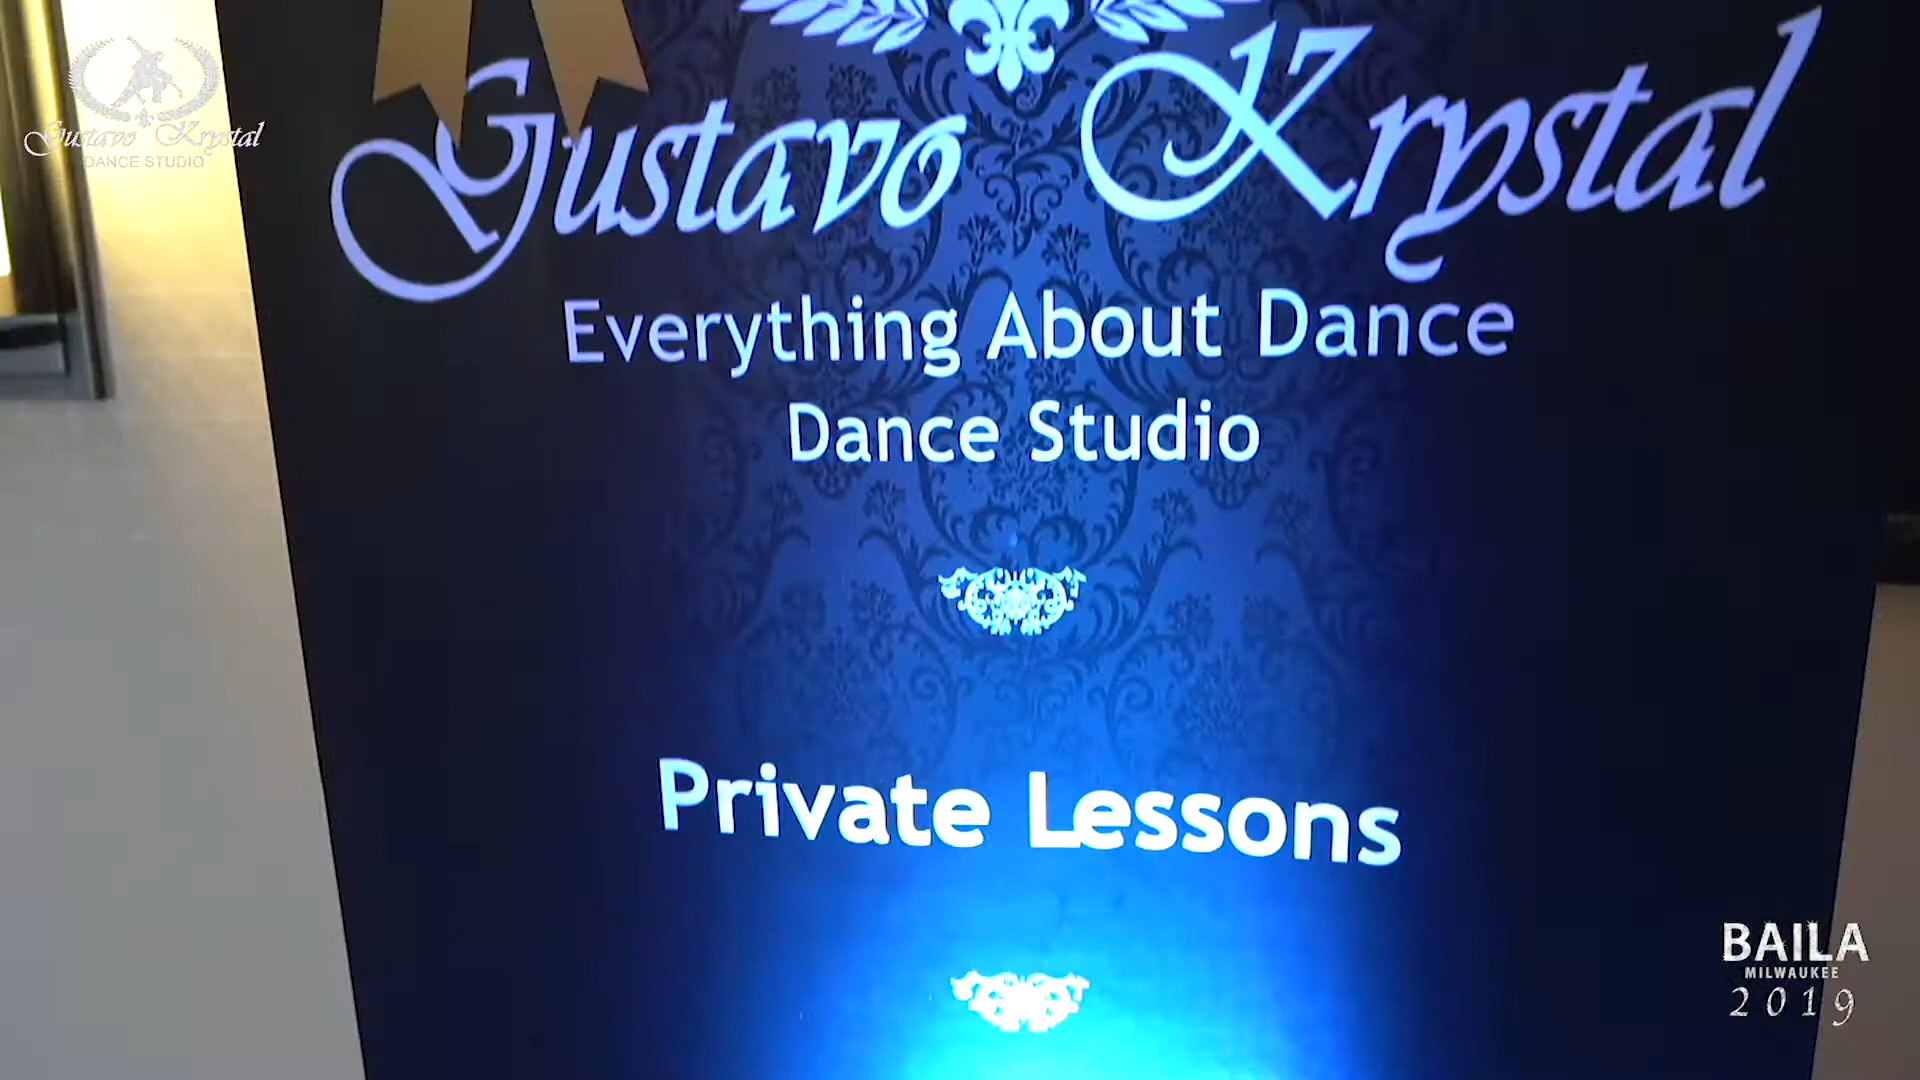 Gustavo Krystal
DANCE STUDIO
Gustavo Krystal
Everything About Dance
Dance Studio
Private Lessons
BAILA
MILWAUKEE
2019